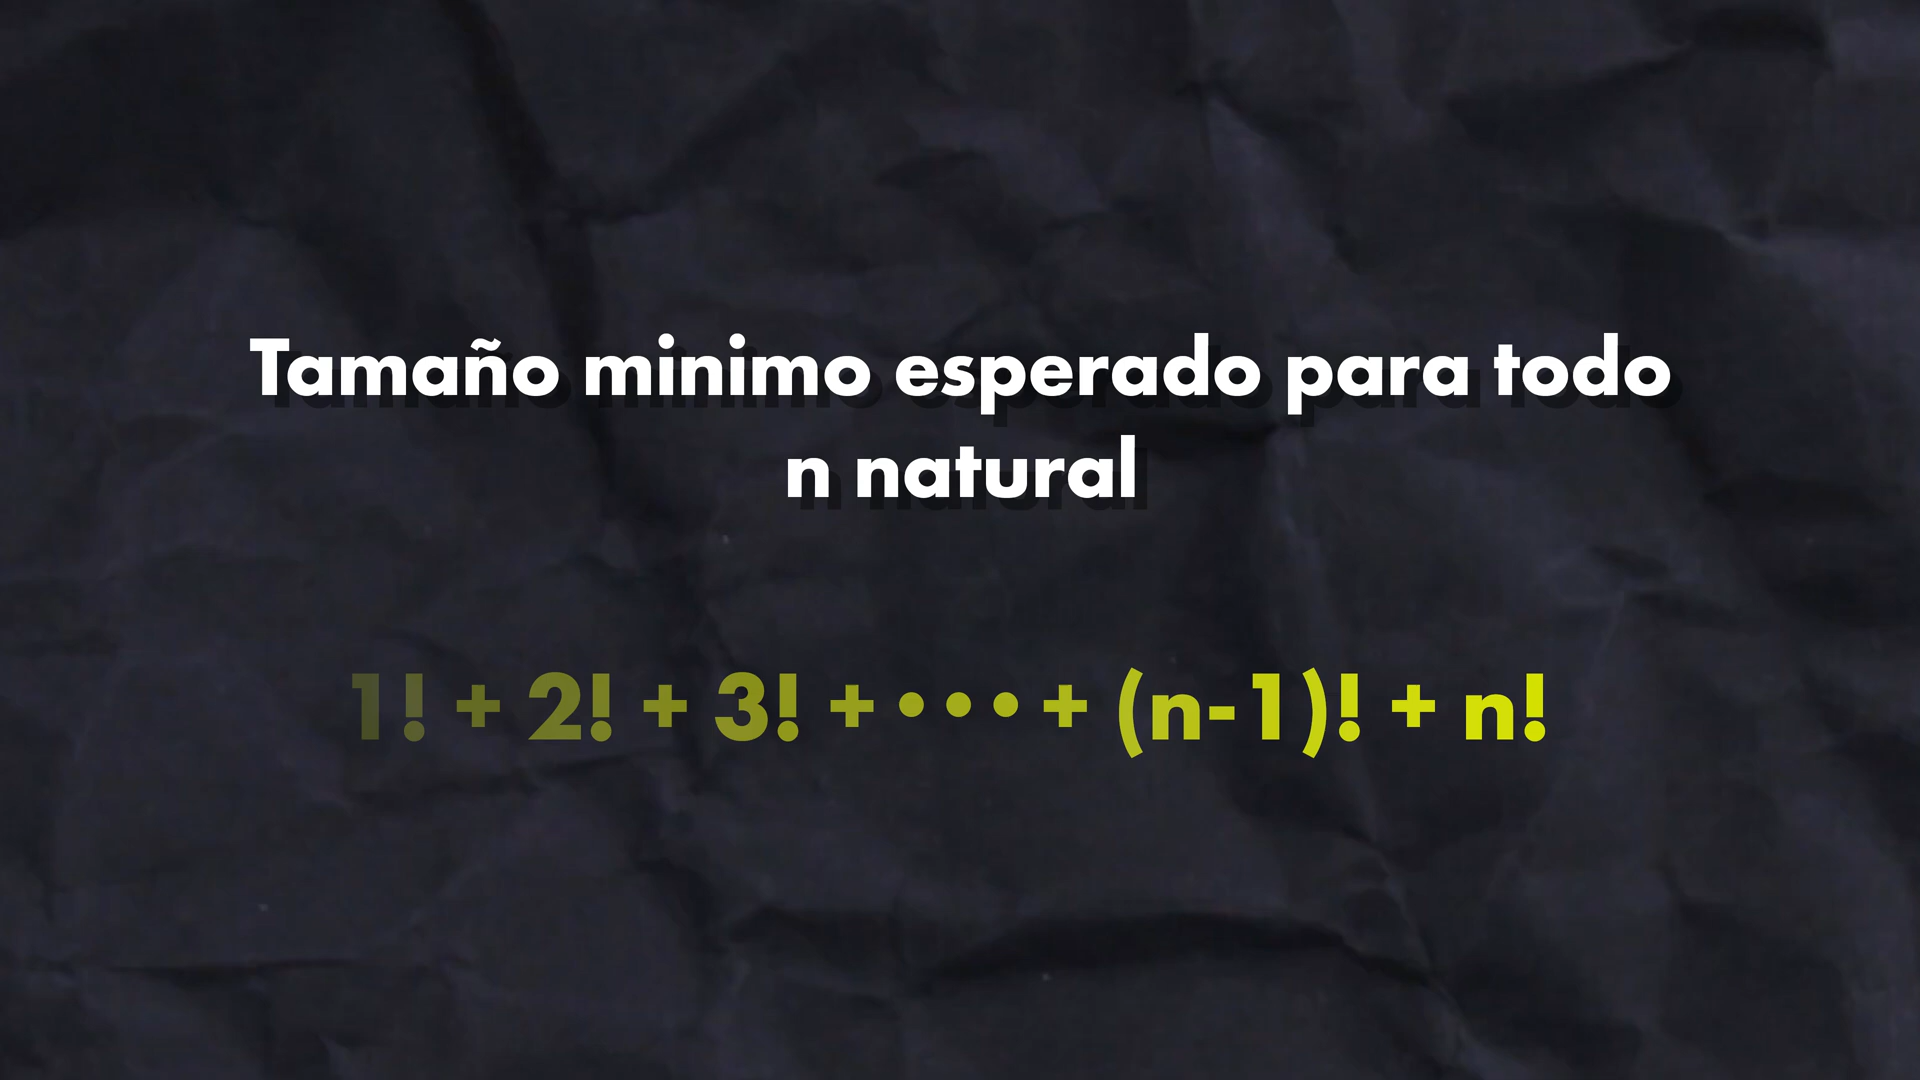 Tamaño minimo esperado para todo
n natural
1! + 2! + 3! + • • • + (n-1)! + n!